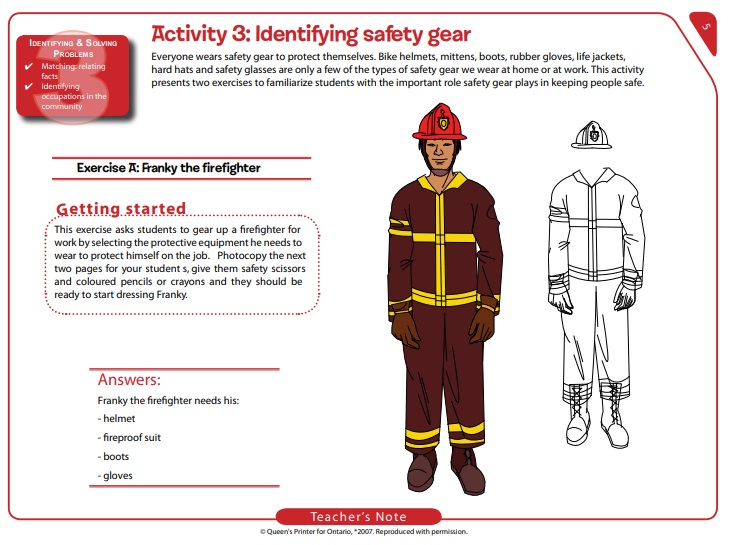 Activity 3: Identifying safety gear
5
IDENTIFYING & SOLVING
PROBLEMS
3
✔ Matching: relating
facts
✔ Identifying
occupations in the
community
Everyone wears safety gear to protect themselves. Bike helmets, mittens, boots, rubber gloves, life jackets,
hard hats and safety glasses are only a few of the types of safety gear we wear at home or at work. This activity
presents two exercises to familiarize students with the important role safety gear plays in keeping people safe.
Exercise A: Franky the firefighter
Getting started
This exercise asks students to gear up a firefighter for
work by selecting the protective equipment he needs to
wear to protect himself on the job. Photocopy the next
two pages for your student s, give them safety scissors
and coloured pencils or crayons and they should be
ready to start dressing Franky.
Answers:
Franky the firefighter needs his:
- helmet
- fireproof suit
- boots
- gloves
Teacher's Note
© Queen's Printer for Ontario, *2007. Reproduced with permission.